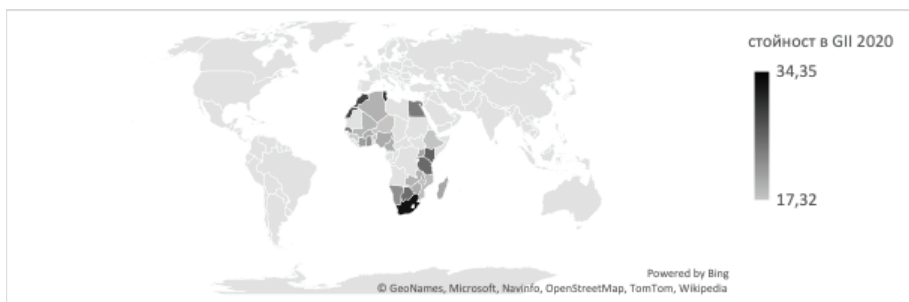 стойност в GII 2020
34,35
17,32
Powered by Bing
© GeoNames, Microsoft, Navinfo, OpenStreetMap, TomTom, Wikipedia